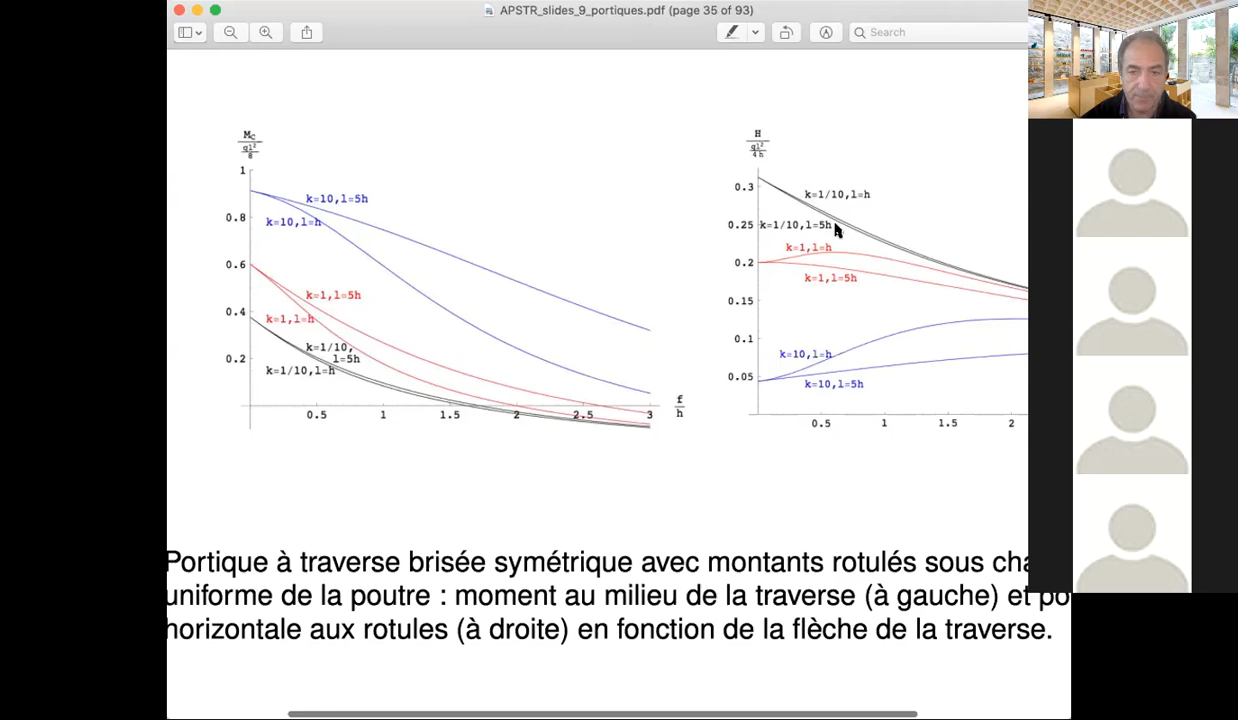 APSTR_slides_9_portiques.pdf (page 35 of 93)
Search
Mc
ql²
8
1
0.8
0.6
0.4
0.2
k=10,l=5h
k=10,l=h
k=1,l=5h
k=1,l=h
k=1/10,
l=5h
k=1/10,l=h
0.5
1
1.5
2
2.5
3
f
h
H
ql²
4h
0.3
0.25
0.2
0.15
0.1
0.05
k=1/10,l=h
k=1/10,l=5h
k=1,l=h
k=1,l=5h
k=10,l=h
k=10,l=5h
0.5
1
1.5
2
Portique à traverse brisée symétrique avec montants rotulés sous cha
uniforme de la poutre : moment au milieu de la traverse (à gauche) et po
horizontale aux rotules (à droite) en fonction de la flèche de la traverse.